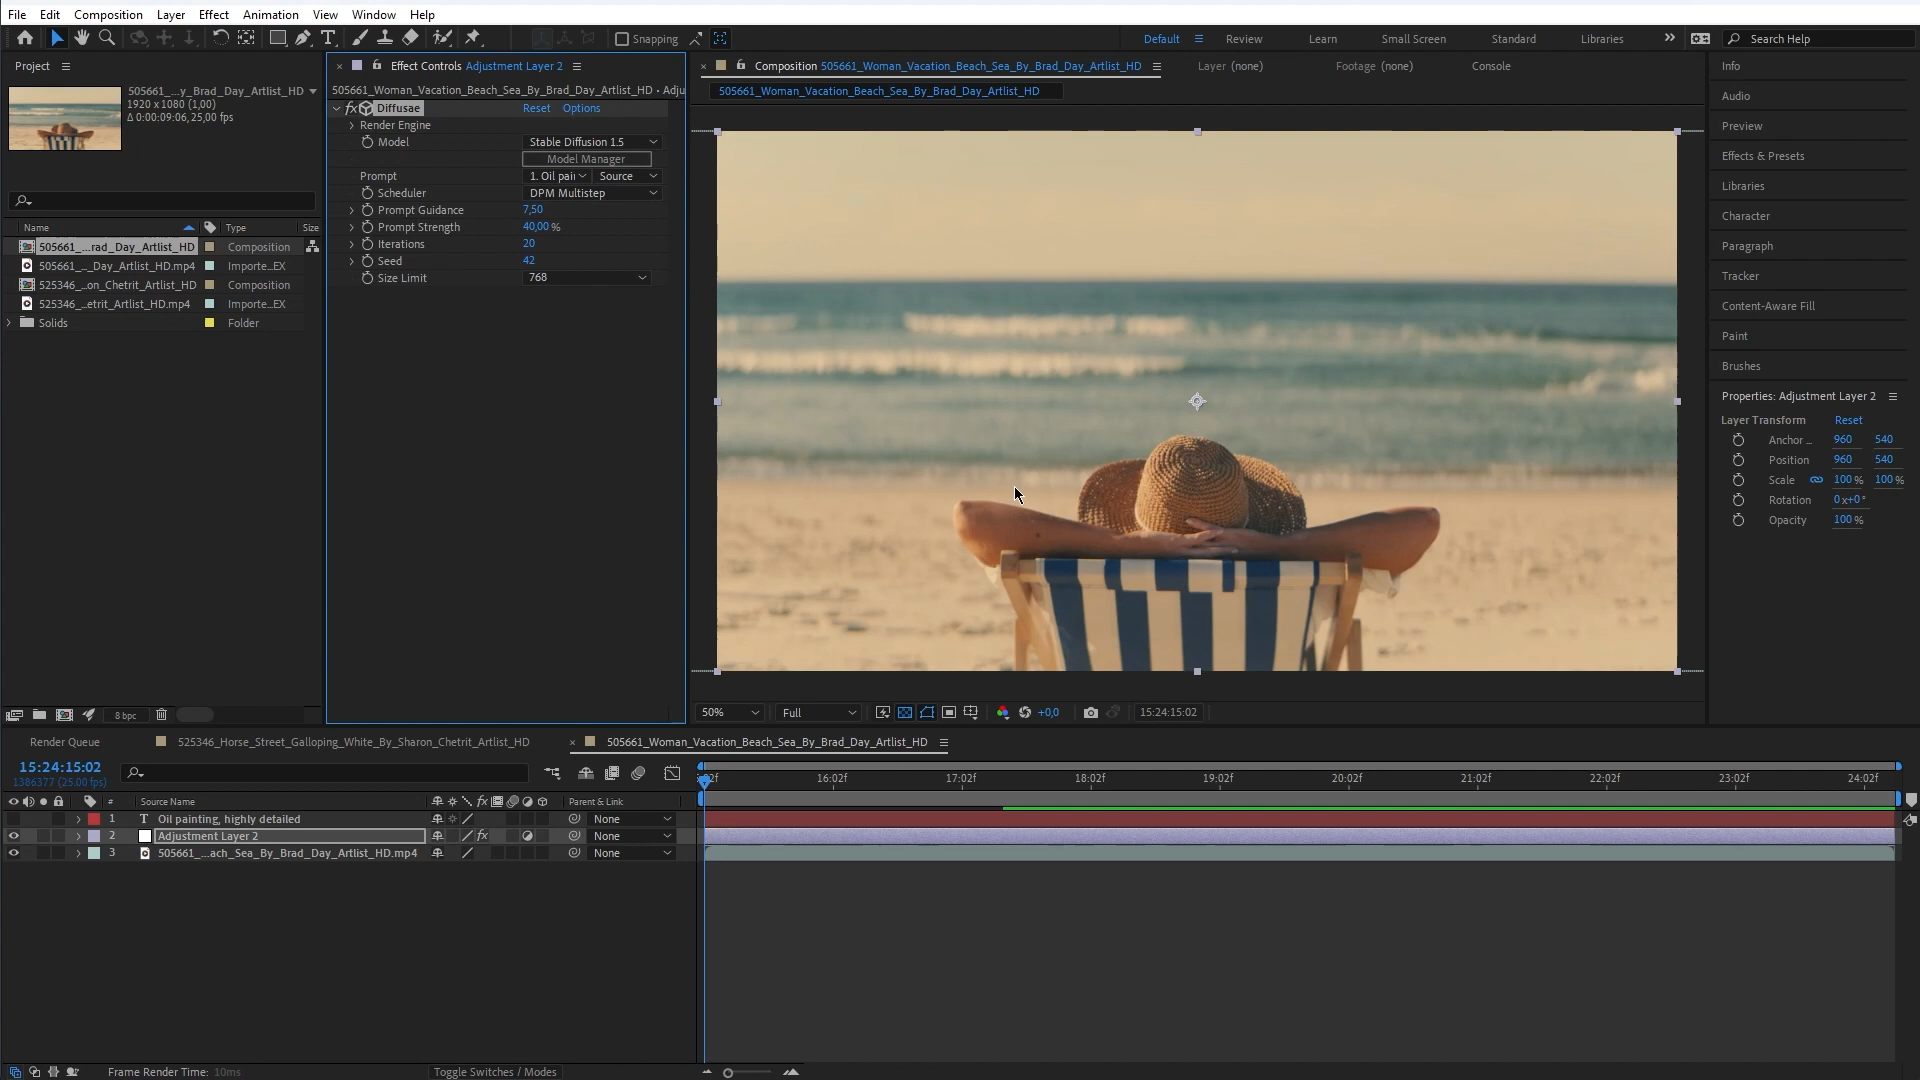 File Edit Composition Layer Effect Animation View Window Help
Snapping
Default Review Learn Small Screen Standard Libraries Search Help
Project
505661_...y_Brad_Day_Artlist_HD
1920 x 1080 (1,00)
Δ 0:00:09:06, 25,00 fps
Name Type Size
505661_...rad_Day_Artlist_HD Composition
505661_..._Day_Artlist_HD.mp4 Importe...EX
525346_...on_Chetrit_Artlist_HD Composition
525346_...etrit_Artlist_HD.mp4 Importe...EX
Solids Folder
8 bpc
Effect Controls Adjustment Layer 2
505661_Woman_Vacation_Beach_Sea_By_Brad_Day_Artlist_HD • Adju
fx Diffusae Reset Options
Render Engine
Model Stable Diffusion 1.5
Model Manager
Prompt 1. Oil pai Source
Scheduler DPM Multistep
Prompt Guidance 7,50
Prompt Strength 40,00 %
Iterations 20
Seed 42
Size Limit 768
Composition 505661_Woman_Vacation_Beach_Sea_By_Brad_Day_Artlist_HD Layer (none) Footage (none) Console
505661_Woman_Vacation_Beach_Sea_By_Brad_Day_Artlist_HD
50% Full +0,0 15:24:15:02
Info
Audio
Preview
Effects & Presets
Libraries
Character
Paragraph
Tracker
Content-Aware Fill
Paint
Brushes
Properties: Adjustment Layer 2
Layer Transform Reset
Anchor ... 960 540
Position 960 540
Scale 100 % 100 %
Rotation 0 x+0 °
Opacity 100 %
Render Queue 525346_Horse_Street_Galloping_White_By_Sharon_Chetrit_Artlist_HD 505661_Woman_Vacation_Beach_Sea_By_Brad_Day_Artlist_HD
15:24:15:02
1386377 (25.00 fps)
02f 16:02f 17:02f 18:02f 19:02f 20:02f 21:02f 22:02f 23:02f 24:02f
# Source Name fx Parent & Link
1 T Oil painting, highly detailed None
2 Adjustment Layer 2 fx None
3 505661_...ach_Sea_By_Brad_Day_Artlist_HD.mp4 None
Frame Render Time: 10ms Toggle Switches / Modes